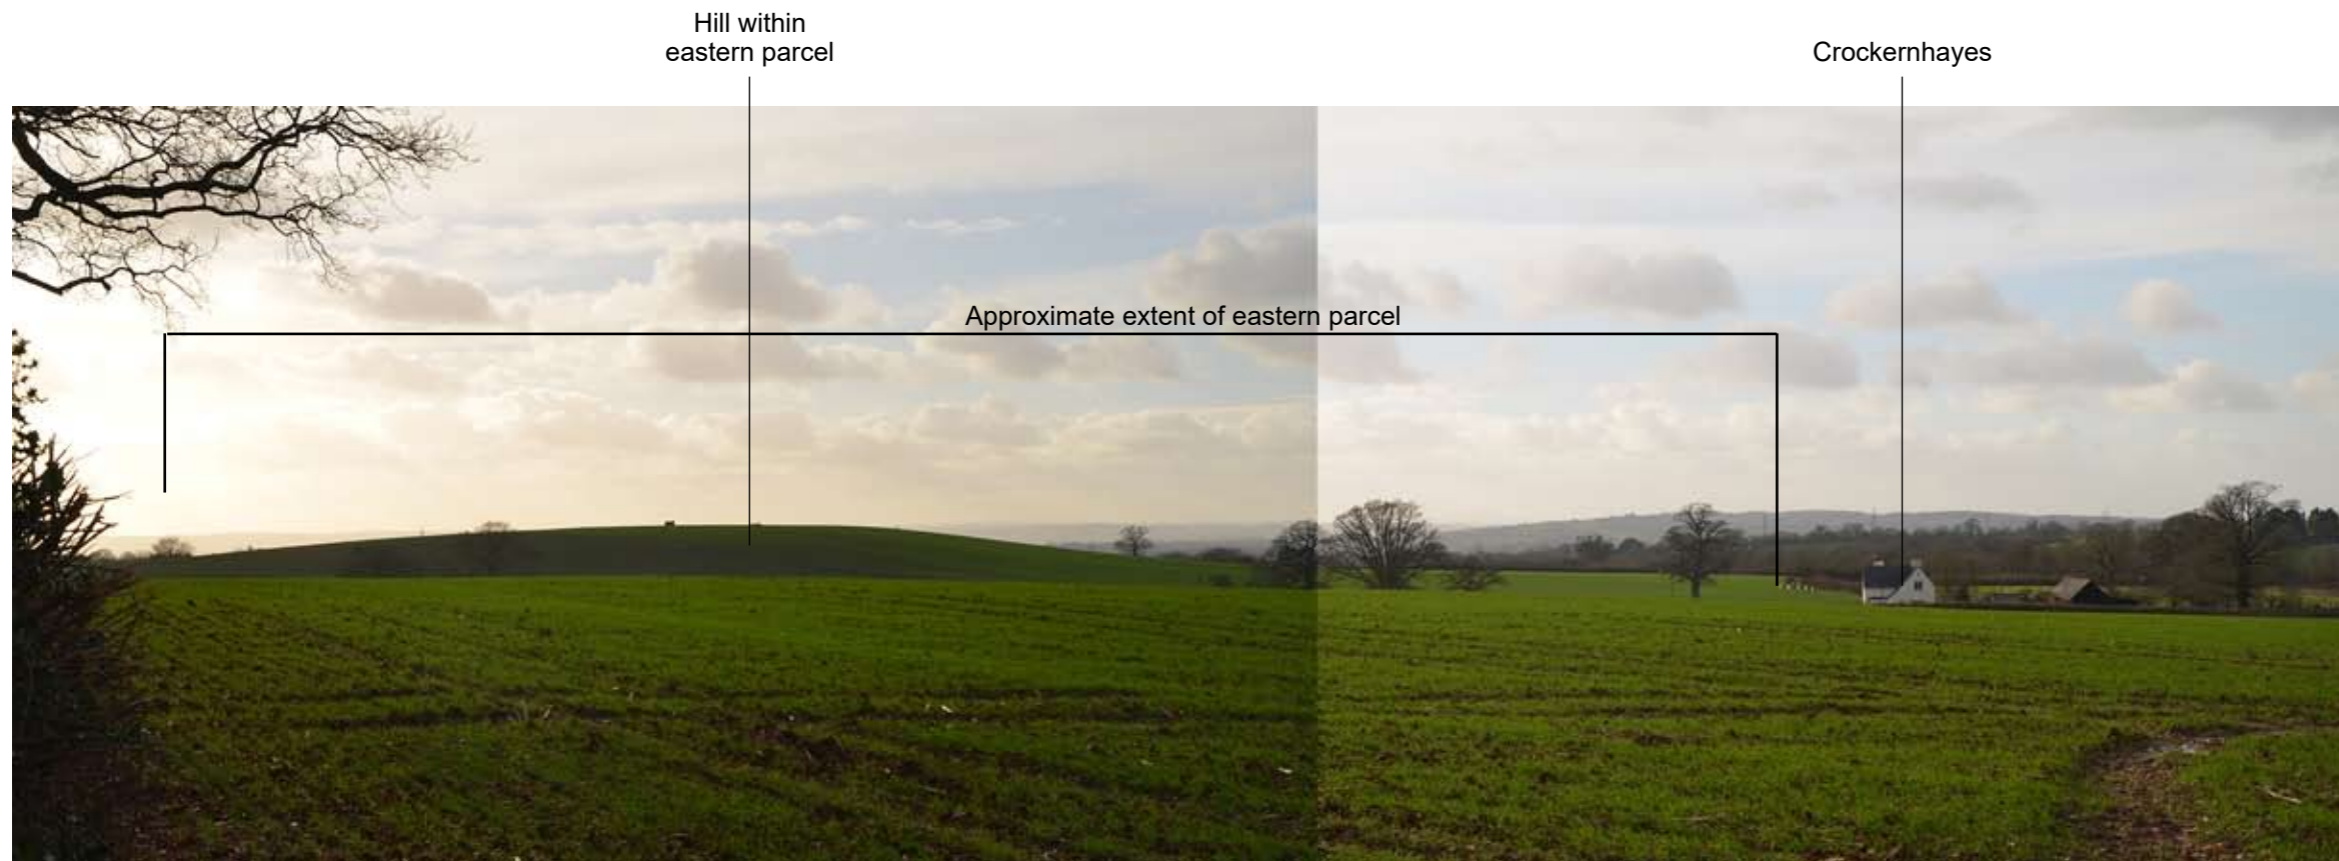 Hill within
eastern parcel
Crockernhayes
Approximate extent of eastern parcel